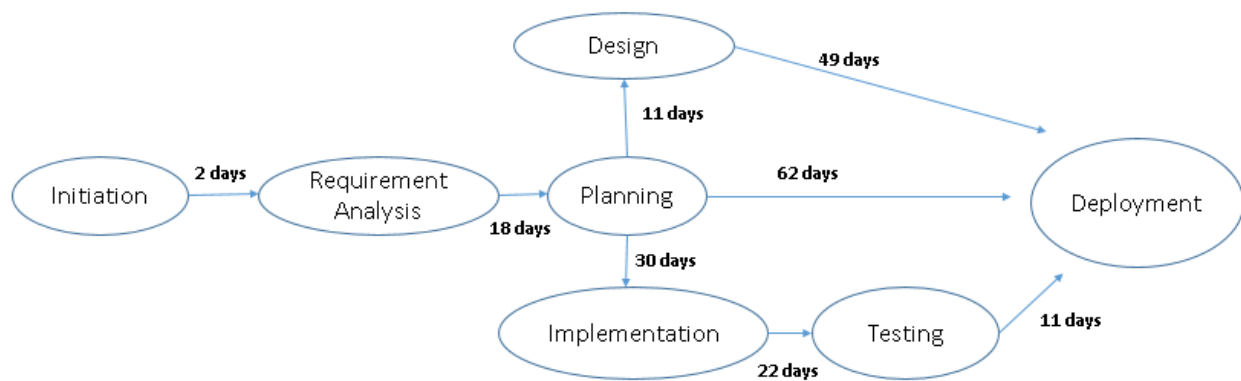 Design
49 days
11 days
Initiation
2 days
Requirement
Analysis
18 days
Planning
62 days
Deployment
30 days
Implementation
22 days
Testing
11 days